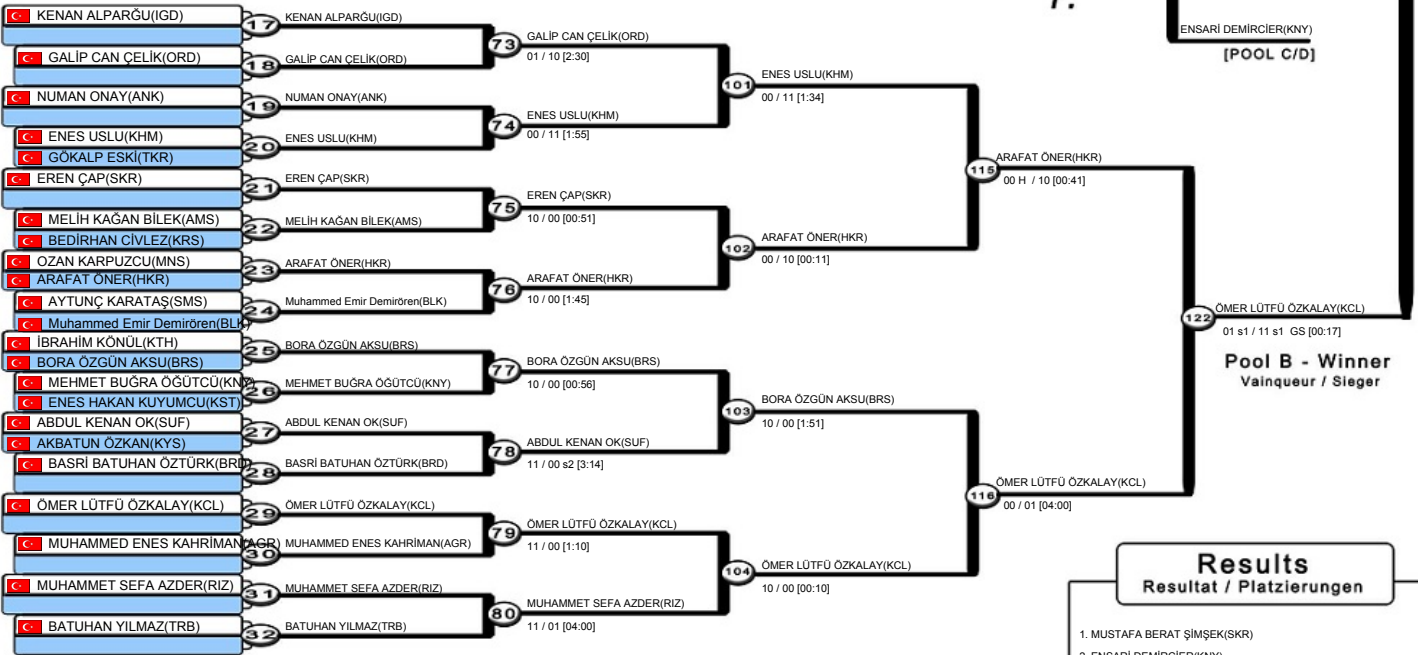 KENAN ALPARĞU(IGD)
GALİP CAN ÇELİK(ORD)
NUMAN ONAY(ANK)
ENES USLU(KHM)
GÖKALP ESKİ(TKR)
EREN ÇAP(SKR)
MELİH KAĞAN BİLEK(AMS)
BEDİRHAN CİVLEZ(KRS)
OZAN KARPUZCU(MNS)
ARAFAT ÖNER(HKR)
AYTUNÇ KARATAŞ(SMS)
Muhammed Emir Demirören(BLK)
İBRAHİM KÖNÜL(KTH)
BORA ÖZGÜN AKSU(BRS)
MEHMET BUĞRA ÖĞÜTCÜ(KNY)
ENES HAKAN KUYUMCU(KST)
ABDUL KENAN OK(SUF)
AKBATUN ÖZKAN(KYS)
BASRİ BATUHAN ÖZTÜRK(BRD)
ÖMER LÜTFÜ ÖZKALAY(KCL)
MUHAMMED ENES KAHRİMAN(AGR)
MUHAMMET SEFA AZDER(RIZ)
BATUHAN YILMAZ(TRB)
17 KENAN ALPARĞU(IGD)
18 GALİP CAN ÇELİK(ORD)
19 NUMAN ONAY(ANK)
20 ENES USLU(KHM)
21 EREN ÇAP(SKR)
22 MELİH KAĞAN BİLEK(AMS)
23 ARAFAT ÖNER(HKR)
24 Muhammed Emir Demirören(BLK)
25 BORA ÖZGÜN AKSU(BRS)
26 MEHMET BUĞRA ÖĞÜTCÜ(KNY)
27 ABDUL KENAN OK(SUF)
28 BASRİ BATUHAN ÖZTÜRK(BRD)
29 ÖMER LÜTFÜ ÖZKALAY(KCL)
30 MUHAMMED ENES KAHRİMAN(AGR)
31 MUHAMMET SEFA AZDER(RIZ)
32 BATUHAN YILMAZ(TRB)
73 GALİP CAN ÇELİK(ORD)
01 / 10 [2:30]
74 ENES USLU(KHM)
00 / 11 [1:55]
75 EREN ÇAP(SKR)
10 / 00 [00:51]
76 ARAFAT ÖNER(HKR)
10 / 00 [1:45]
77 BORA ÖZGÜN AKSU(BRS)
10 / 00 [00:56]
78 ABDUL KENAN OK(SUF)
11 / 00 s2 [3:14]
79 ÖMER LÜTFÜ ÖZKALAY(KCL)
11 / 00 [1:10]
80 MUHAMMET SEFA AZDER(RIZ)
11 / 01 [04:00]
101 ENES USLU(KHM)
00 / 11 [1:34]
102 ARAFAT ÖNER(HKR)
00 / 10 [00:11]
103 BORA ÖZGÜN AKSU(BRS)
10 / 00 [1:51]
104 ÖMER LÜTFÜ ÖZKALAY(KCL)
10 / 00 [00:10]
115 ARAFAT ÖNER(HKR)
00 H / 10 [00:41]
116 ÖMER LÜTFÜ ÖZKALAY(KCL)
00 / 01 [04:00]
122 ÖMER LÜTFÜ ÖZKALAY(KCL)
01 s1 / 11 s1 GS [00:17]
Pool B - Winner
Vainqueur / Sieger
ENSARİ DEMİRCİER(KNY)
[POOL C/D]
Results
Resultat / Platzierungen
1. MUSTAFA BERAT ŞİMŞEK(SKR)
2. ENSARİ DEMİRCİER(KNY)